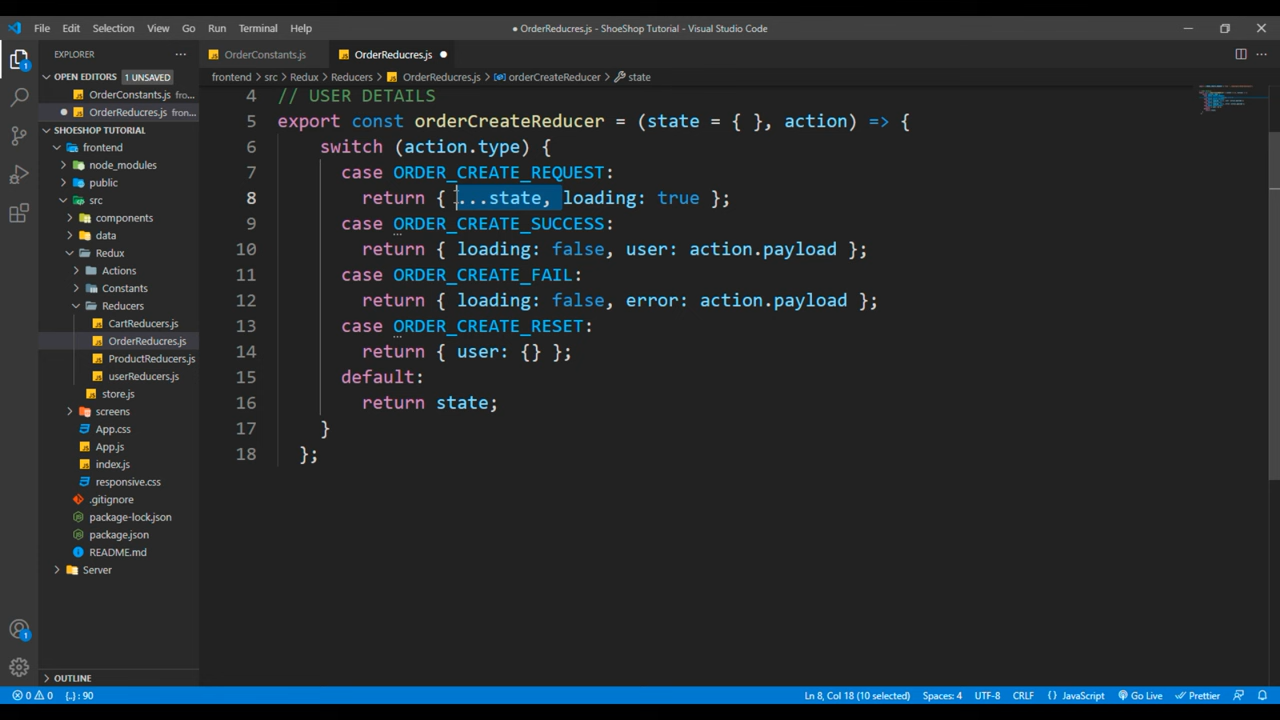 File Edit Selection View Go Run Terminal Help
● OrderReducres.js - ShoeShop Tutorial - Visual Studio Code
EXPLORER
OPEN EDITORS 1 UNSAVED
OrderConstants.js fron...
OrderReducres.js fron...
SHOESHOP TUTORIAL
frontend
node_modules
public
src
components
data
Redux
Actions
Constants
Reducers
CartReducers.js
OrderReducres.js
ProductReducers.js
userReducers.js
store.js
screens
App.css
App.js
index.js
responsive.css
.gitignore
package-lock.json
package.json
README.md
Server
OUTLINE
OrderConstants.js
OrderReducres.js ●
frontend > src > Redux > Reducers > OrderReducres.js > orderCreateReducer > state
4 // USER DETAILS
5 export const orderCreateReducer = (state = { }, action) => {
6 switch (action.type) {
7 case ORDER_CREATE_REQUEST:
8 return { ...state, loading: true };
9 case ORDER_CREATE_SUCCESS:
10 return { loading: false, user: action.payload };
11 case ORDER_CREATE_FAIL:
12 return { loading: false, error: action.payload };
13 case ORDER_CREATE_RESET:
14 return { user: {} };
15 default:
16 return state;
17 }
18 };
0 0 {..} : 90
Ln 8, Col 18 (10 selected) Spaces: 4 UTF-8 CRLF {} JavaScript Go Live Prettier